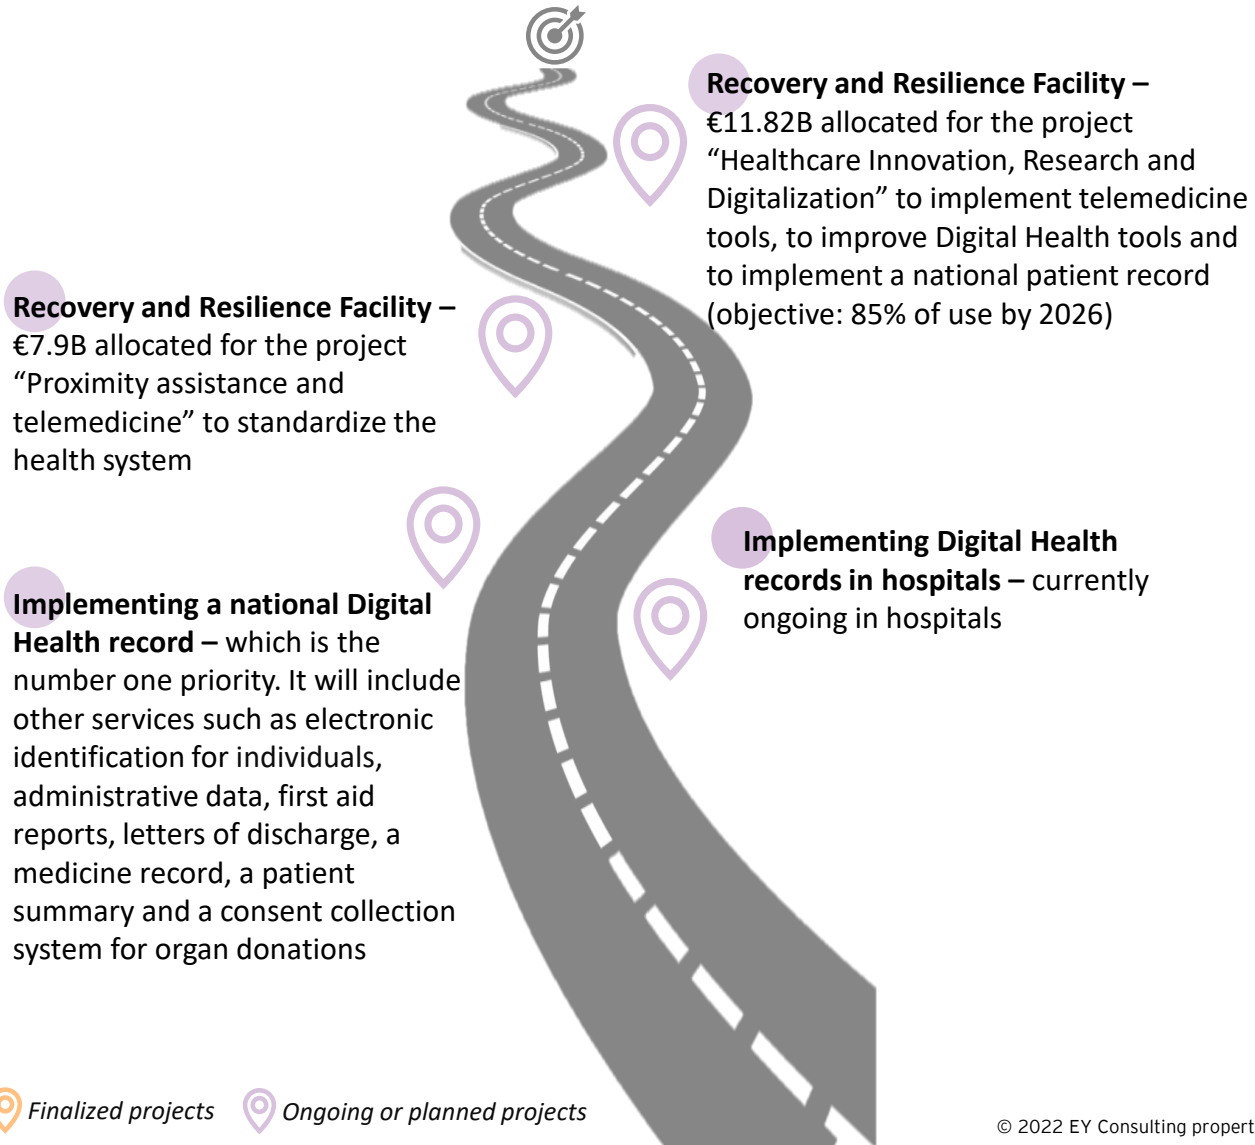 Recovery and Resilience Facility –
€11.82B allocated for the project
“Healthcare Innovation, Research and
Digitalization” to implement telemedicine
tools, to improve Digital Health tools and
to implement a national patient record
(objective: 85% of use by 2026)
Recovery and Resilience Facility –
€7.9B allocated for the project
“Proximity assistance and
telemedicine” to standardize the
health system
Implementing Digital Health
records in hospitals – currently
ongoing in hospitals
Implementing a national Digital
Health record – which is the
number one priority. It will include
other services such as electronic
identification for individuals,
administrative data, first aid
reports, letters of discharge, a
medicine record, a patient
summary and a consent collection
system for organ donations
Finalized projects
Ongoing or planned projects
© 2022 EY Consulting propert